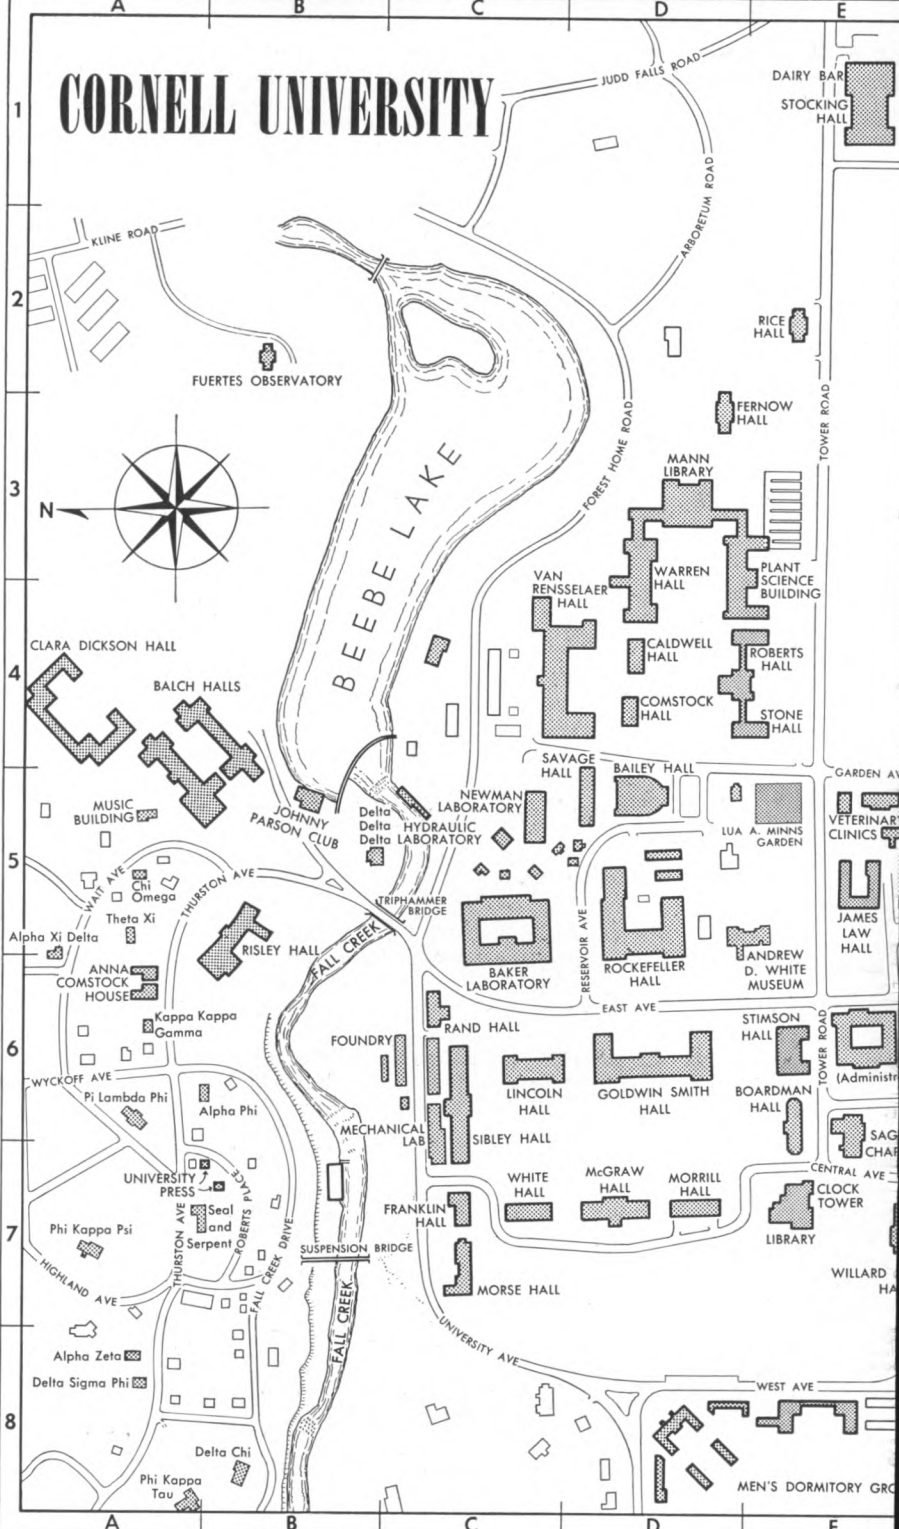 A B C D E
CORNELL UNIVERSITY
1
JUDD FALLS ROAD
DAIRY BAR
STOCKING
HALL
ARBORETUM ROAD
KLINE ROAD
2
RICE
HALL
FUERTES OBSERVATORY
FERNOW
HALL
TOWER ROAD
FOREST HOME ROAD
MANN
LIBRARY
3
N
BEEBE LAKE
WARREN
HALL
PLANT
SCIENCE
BUILDING
VAN
RENSSELAER
HALL
CLARA DICKSON HALL
CALDWELL
HALL
ROBERTS
HALL
4
BALCH HALLS
COMSTOCK
HALL
STONE
HALL
SAVAGE
HALL
BAILEY HALL
GARDEN AV
MUSIC
BUILDING
JOHNNY
PARSON CLUB
Delta
Delta
Delta
NEWMAN
LABORATORY
HYDRAULIC
LABORATORY
LUA A. MINNS
GARDEN
VETERINARY
CLINICS
5
WAIT AVE
Chi
Omega
THURSTON AVE
TRIPHAMMER
BRIDGE
RESERVOIR AVE
JAMES
LAW
HALL
Theta Xi
Alpha Xi Delta
RISLEY HALL
FALL CREEK
BAKER
LABORATORY
ROCKEFELLER
HALL
ANDREW
D. WHITE
MUSEUM
ANNA
COMSTOCK
HOUSE
EAST AVE
Kappa Kappa
Gamma
RAND HALL
STIMSON
HALL
TOWER ROAD
6
FOUNDRY
WYCKOFF AVE
LINCOLN
HALL
GOLDWIN SMITH
HALL
BOARDMAN
HALL
(Administr
Pi Lambda Phi
Alpha Phi
MECHANICAL
LAB
SIBLEY HALL
SAG
CHAP
UNIVERSITY
PRESS
ROBERTS PLACE
WHITE
HALL
McGRAW
HALL
MORRILL
HALL
CENTRAL AVE
CLOCK
TOWER
FRANKLIN
HALL
LIBRARY
7
Seal
and
Serpent
Phi Kappa Psi
THURSTON AVE
FALL CREEK DRIVE
SUSPENSION BRIDGE
HIGHLAND AVE
MORSE HALL
WILLARD
HA
FALL CREEK
UNIVERSITY AVE
Alpha Zeta
Delta Sigma Phi
WEST AVE
8
Delta Chi
Phi Kappa
Tau
MEN'S DORMITORY GRO
A B C D E